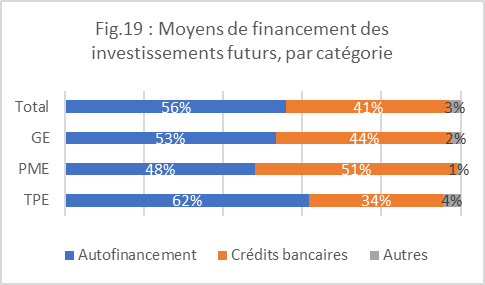 Fig.19 : Moyens de financement des
investissements futurs, par catégorie
Total 56% 41% 3%
GE 53% 44% 2%
PME 48% 51% 1%
TPE 62% 34% 4%
Autofinancement Crédits bancaires Autres